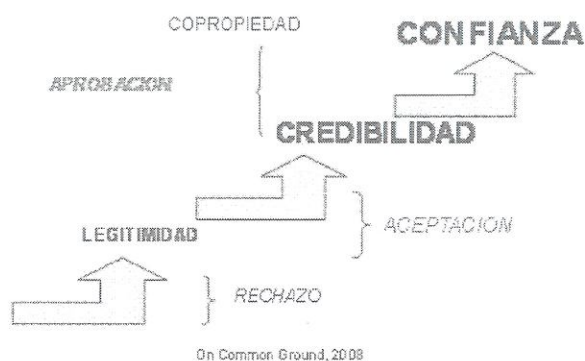 COPROPIEDAD
CONFIANZA
APROBACION
CREDIBILIDAD
LEGITIMIDAD
ACEPTACION
RECHAZO
On Common Ground, 2008